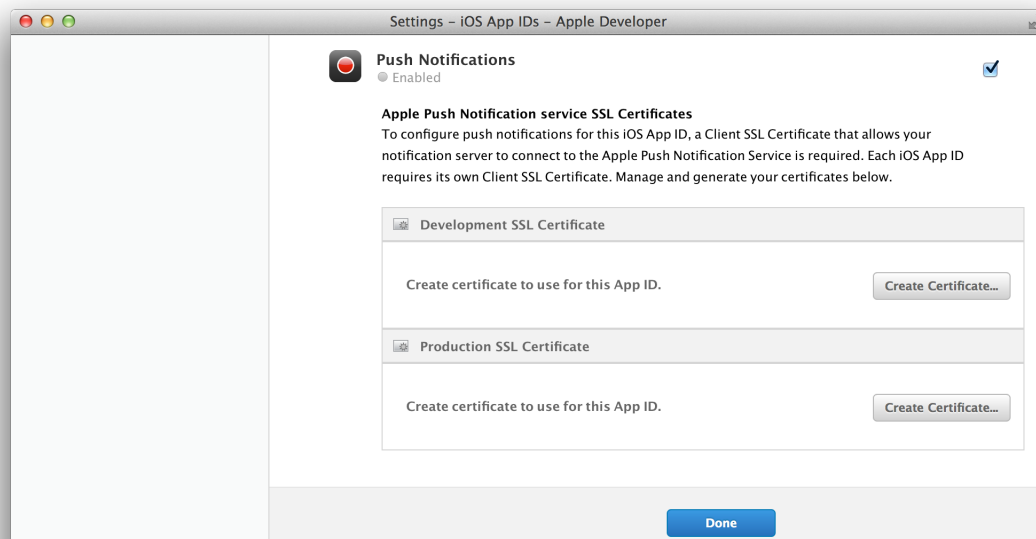 Settings – iOS App IDs – Apple Developer
Push Notifications
Enabled
Apple Push Notification service SSL Certificates
To configure push notifications for this iOS App ID, a Client SSL Certificate that allows your
notification server to connect to the Apple Push Notification Service is required. Each iOS App ID
requires its own Client SSL Certificate. Manage and generate your certificates below.
Development SSL Certificate
Create certificate to use for this App ID.
Create Certificate...
Production SSL Certificate
Create certificate to use for this App ID.
Create Certificate...
Done